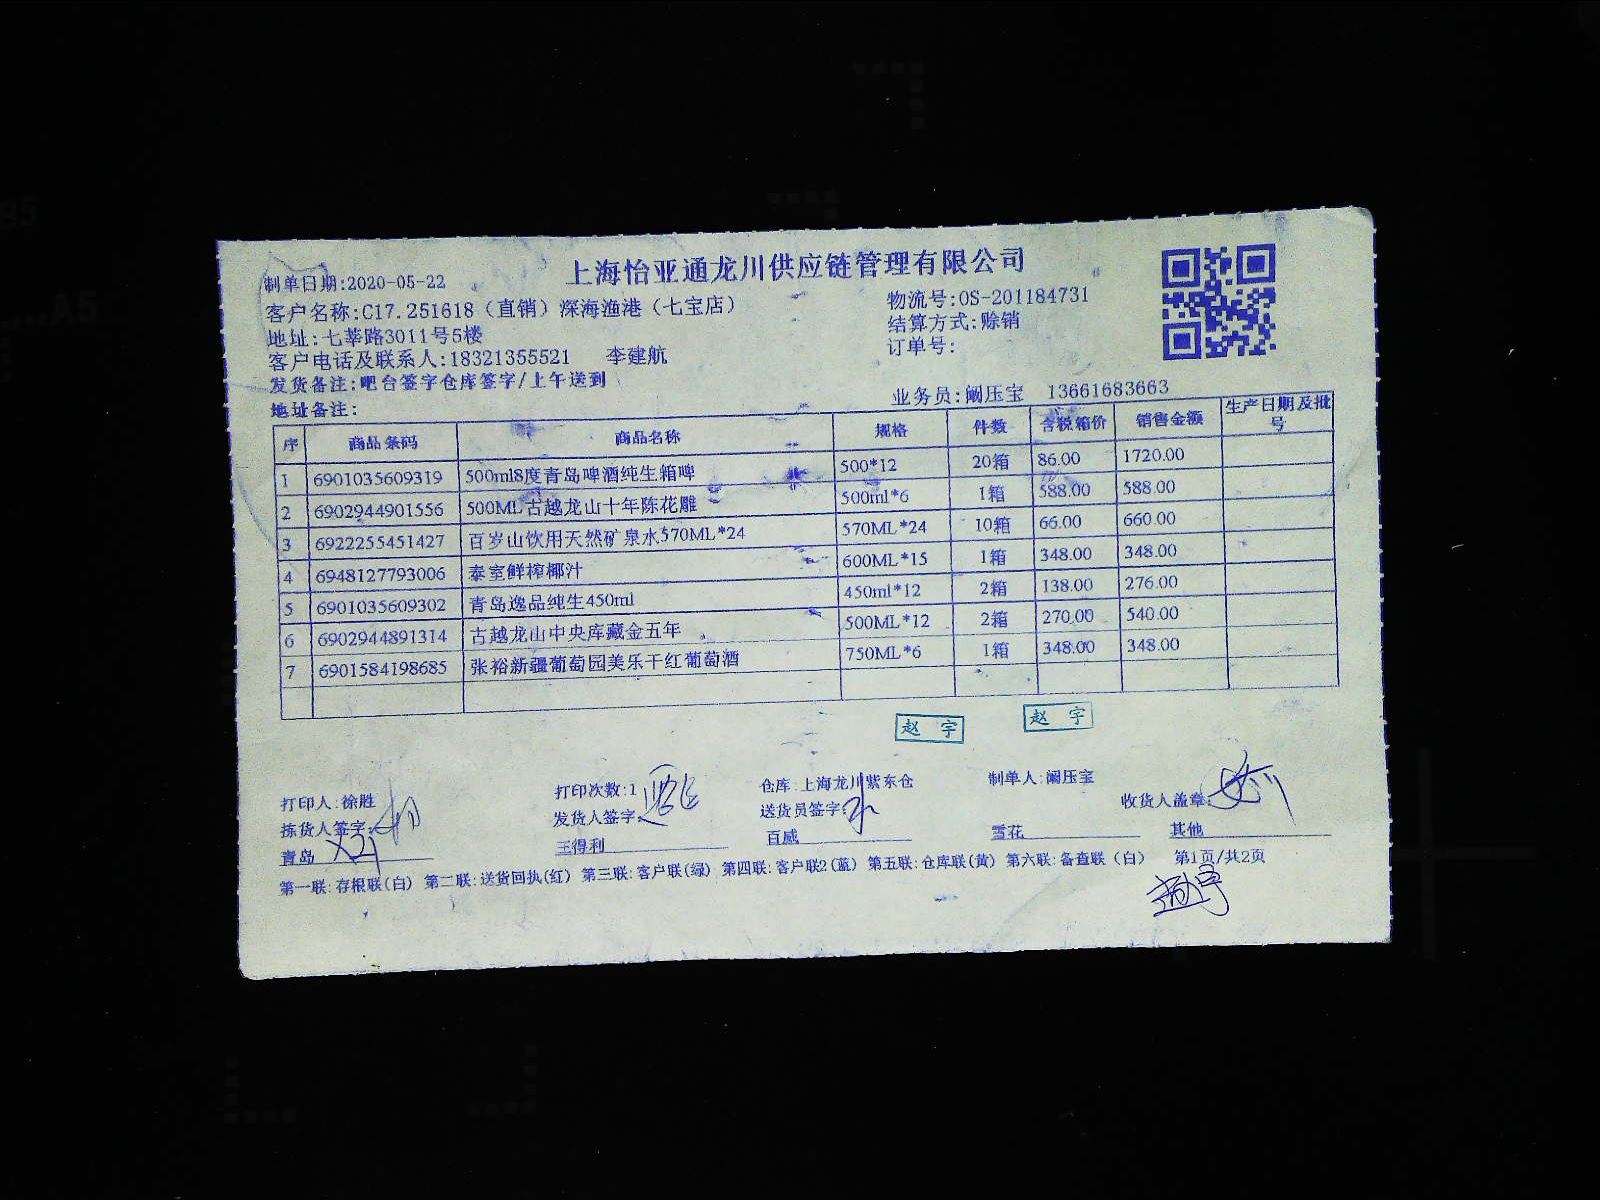 上海怡亚通龙川供应链管理有限公司
制单日期:2020-05-22
客户名称:C17.251618（直销）深海渔港（七宝店） 物流号:OS-201184731
地址:七莘路3011号5楼 结算方式:赊销
客户电话及联系人:18321355521 李建航 订单号:
发货备注:吧台签字仓库签字/上午送到
地址备注: 业务员:阚压宝 13661683663
序 商品条码 商品名称 规格 件数 含税箱价 销售金额 生产日期及批号
1 6901035609319 500ml8度青岛啤酒纯生箱啤 500*12 20箱 86.00 1720.00
2 6902944901556 500ML古越龙山十年陈花雕 500ml*6 1箱 588.00 588.00
3 6922255451427 百岁山饮用天然矿泉水570ML*24 570ML*24 10箱 66.00 660.00
4 6948127793006 泰室鲜榨椰汁 600ML*15 1箱 348.00 348.00
5 6901035609302 青岛逸品纯生450ml 450ml*12 2箱 138.00 276.00
6 6902944891314 古越龙山中央库藏金五年 500ML*12 2箱 270.00 540.00
7 6901584198685 张裕新疆葡萄园美乐干红葡萄酒 750ML*6 1箱 348.00 348.00
赵宇 赵宇
打印人:徐胜 打印次数:1 仓库:上海龙川紫东仓 制单人:阚压宝
拣货人签字: 发货人签字: 送货员签字: 收货人盖章:
青岛 王得利 百威 雪花 其他
第一联:存根联(白) 第二联:送货回执(红) 第三联:客户联(绿) 第四联:客户联2(蓝) 第五联:仓库联(黄) 第六联:备查联（白） 第1页/共2页
赵宇